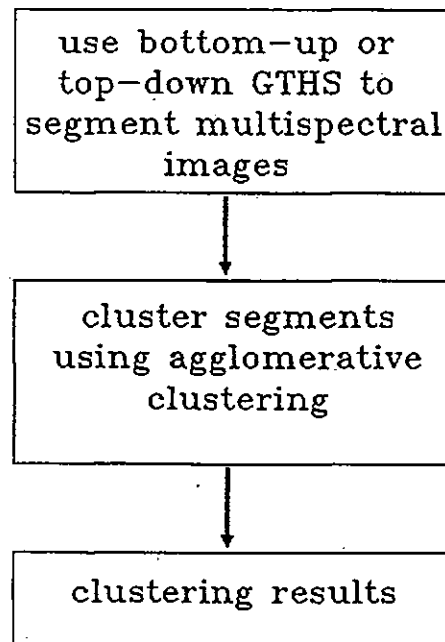 use bottom-up or
top-down GTHS to
segment multispectral
images
cluster segments
using agglomerative
clustering
clustering results